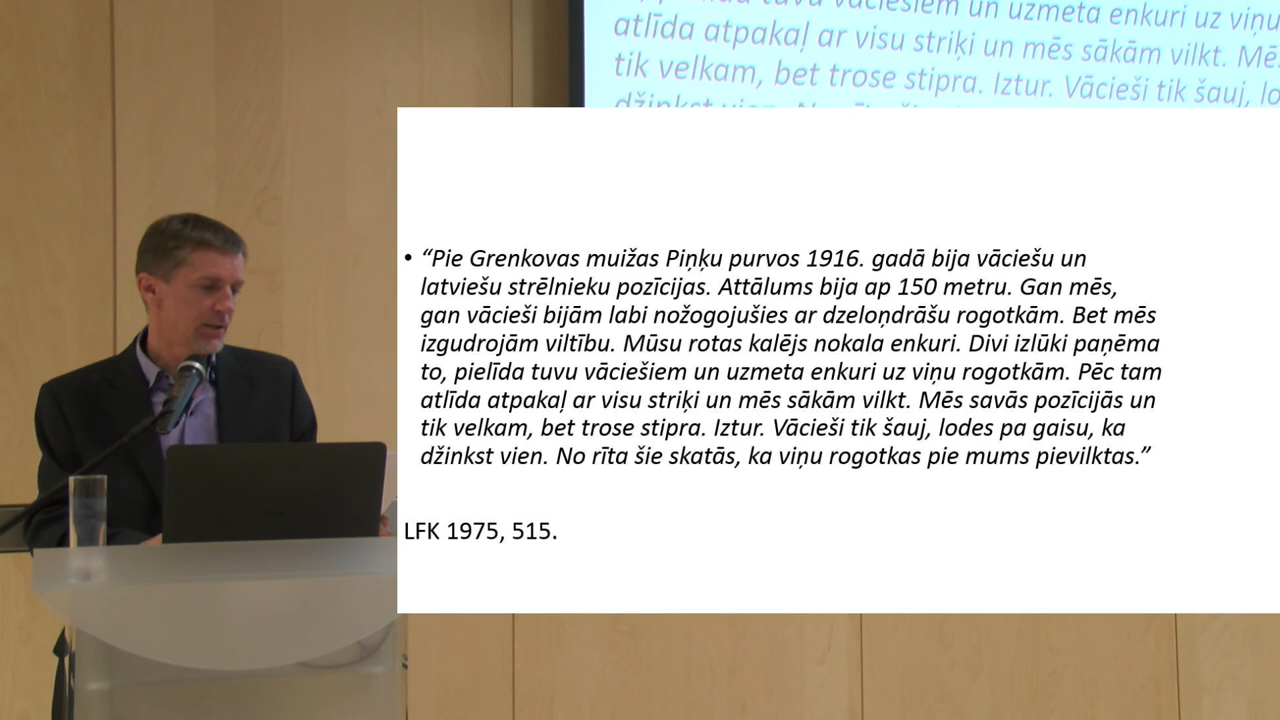 tuvu vāciešiem un uzmeta enkuri uz viņu
atlīda atpakaļ ar visu striķi un mēs sākām vilkt. Mēs
tik velkam, bet trose stipra. Iztur. Vācieši tik šauj, lo
• “Pie Grenkovas muižas Piņķu purvos 1916. gadā bija vāciešu un
latviešu strēlnieku pozīcijas. Attālums bija ap 150 metru. Gan mēs,
gan vācieši bijām labi nožogojušies ar dzeloņdrāšu rogotkām. Bet mēs
izgudrojām viltību. Mūsu rotas kalējs nokala enkuri. Divi izlūki paņēma
to, pielīda tuvu vāciešiem un uzmeta enkuri uz viņu rogotkām. Pēc tam
atlīda atpakaļ ar visu striķi un mēs sākām vilkt. Mēs savās pozīcijās un
tik velkam, bet trose stipra. Iztur. Vācieši tik šauj, lodes pa gaisu, ka
džinkst vien. No rīta šie skatās, ka viņu rogotkas pie mums pievilktas.”
LFK 1975, 515.